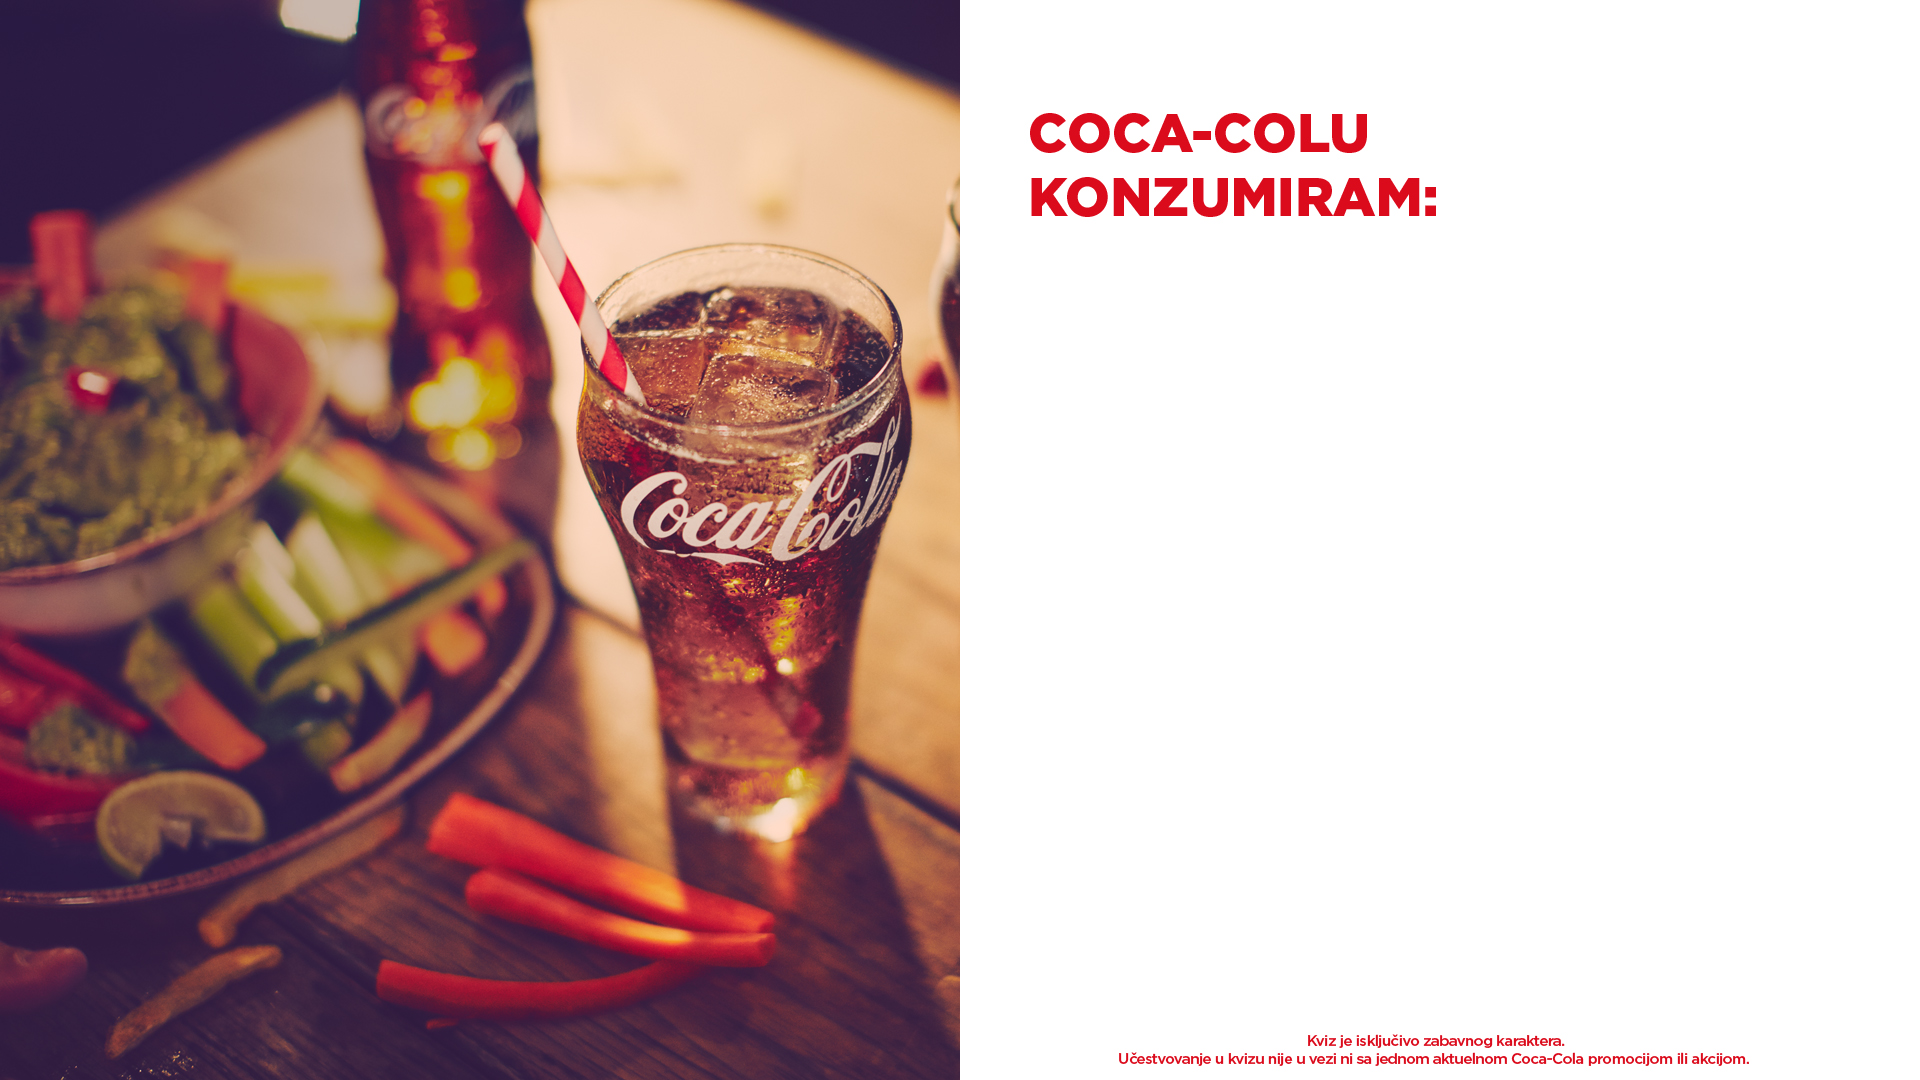 Coca-Cola
COCA-COLU
KONZUMIRAM:
Kviz je isključivo zabavnog karaktera.
Učestvovanje u kvizu nije u vezi ni sa jednom aktuelnom Coca-Cola promocijom ili akcijom.